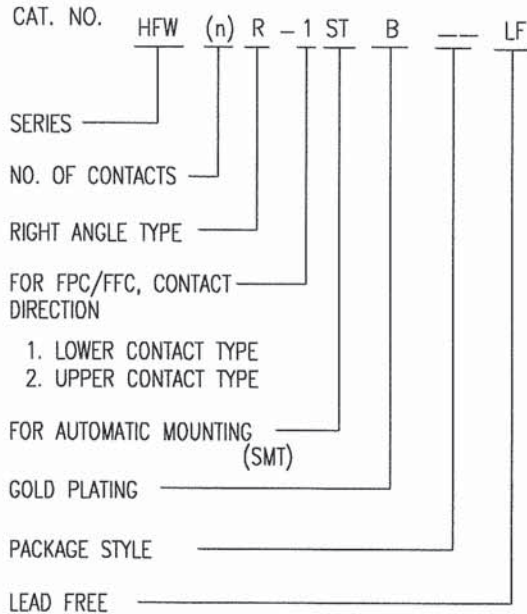 CAT. NO. HFW (n) R - 1 ST B __ LF
SERIES
NO. OF CONTACTS
RIGHT ANGLE TYPE
FOR FPC/FFC, CONTACT
DIRECTION
1. LOWER CONTACT TYPE
2. UPPER CONTACT TYPE
FOR AUTOMATIC MOUNTING
(SMT)
GOLD PLATING
PACKAGE STYLE
LEAD FREE